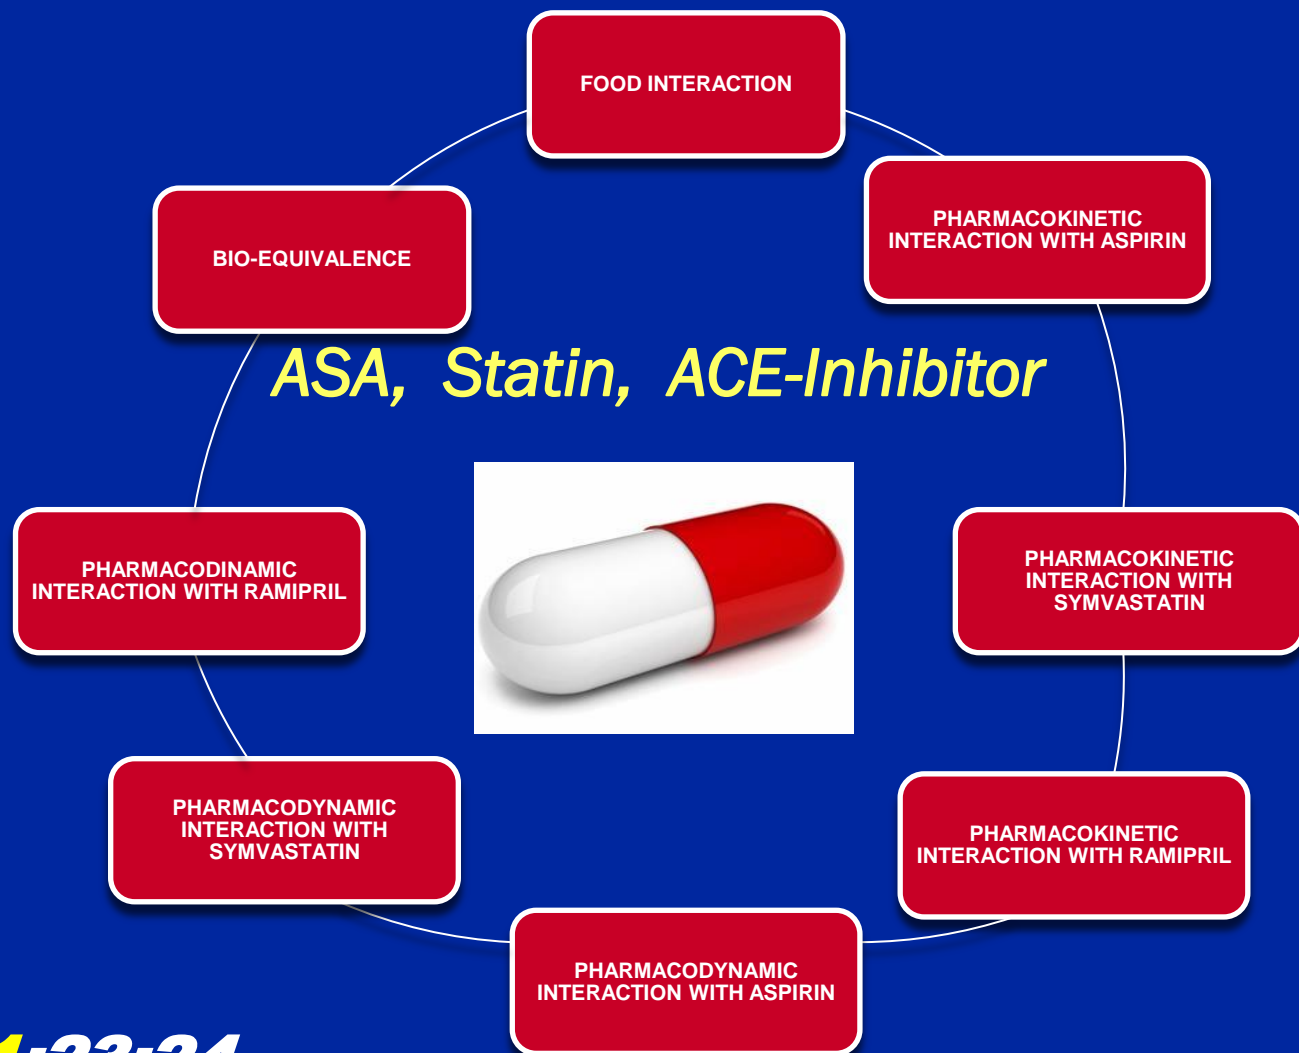 FOOD INTERACTION
PHARMACOKINETIC
INTERACTION WITH ASPIRIN
BIO-EQUIVALENCE
ASA, Statin, ACE-Inhibitor
PHARMACODINAMIC
INTERACTION WITH RAMIPRIL
PHARMACOKINETIC
INTERACTION WITH
SYMVASTATIN
PHARMACODYNAMIC
INTERACTION WITH
SYMVASTATIN
PHARMACOKINETIC
INTERACTION WITH RAMIPRIL
PHARMACODYNAMIC
INTERACTION WITH ASPIRIN